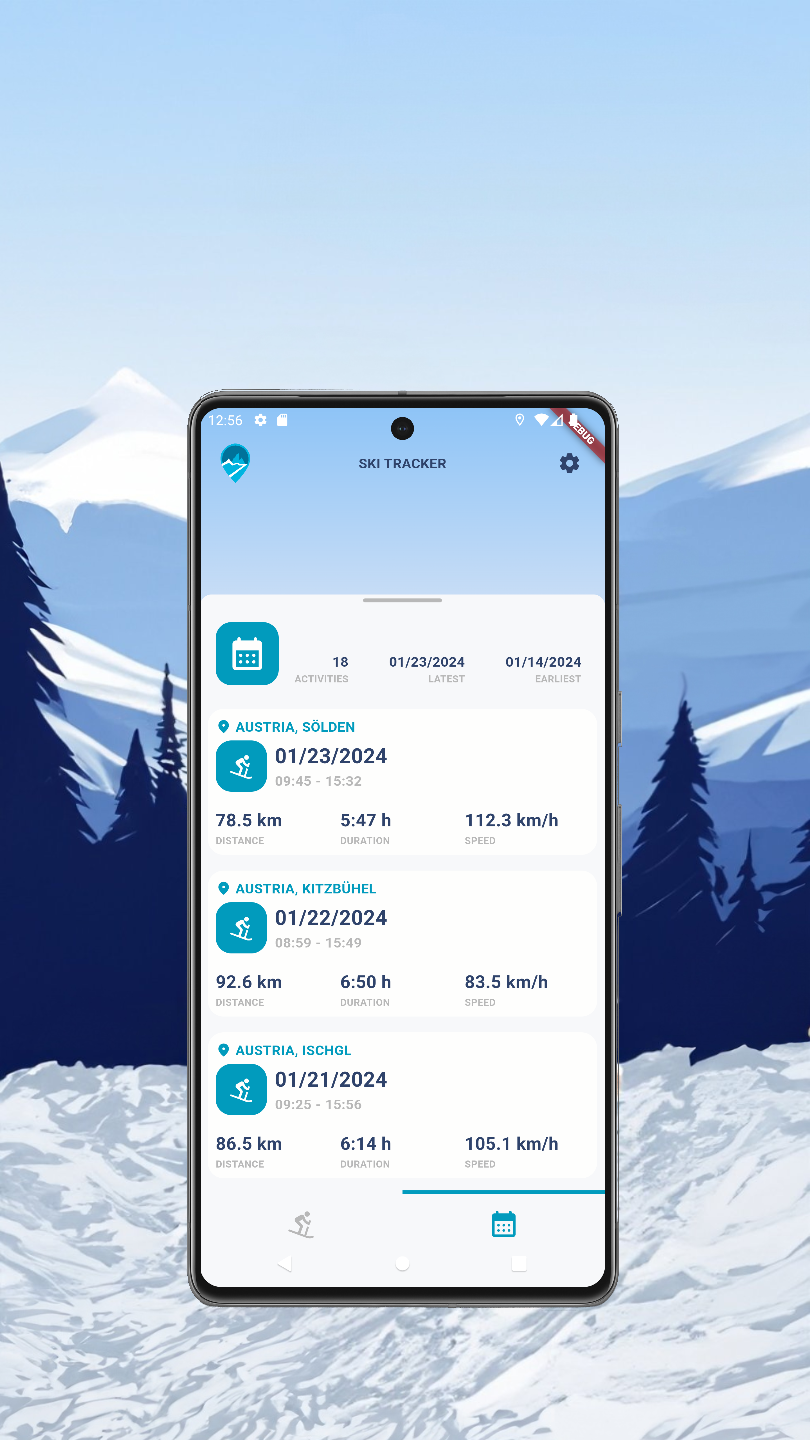 12:56
DEBUG
SKI TRACKER
18 01/23/2024 01/14/2024
ACTIVITIES LATEST EARLIEST
AUSTRIA, SÖLDEN
01/23/2024
09:45 - 15:32
78.5 km 5:47 h 112.3 km/h
DISTANCE DURATION SPEED
AUSTRIA, KITZBÜHEL
01/22/2024
08:59 - 15:49
92.6 km 6:50 h 83.5 km/h
DISTANCE DURATION SPEED
AUSTRIA, ISCHGL
01/21/2024
09:25 - 15:56
86.5 km 6:14 h 105.1 km/h
DISTANCE DURATION SPEED